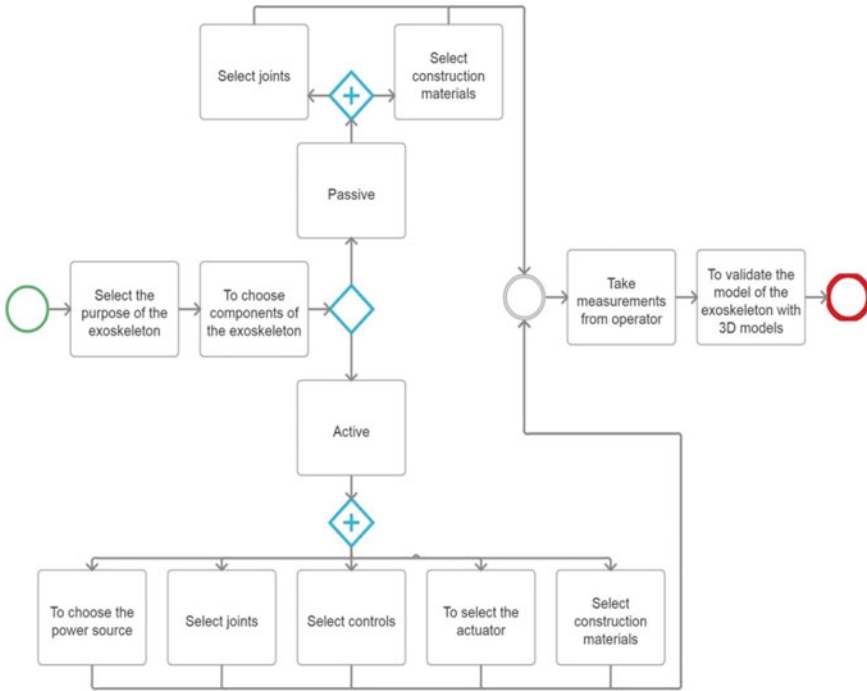 Select joints
Select
construction
materials
Passive
Select the
purpose of the
exoskeleton
To choose
components of
the exoskeleton
Take
measurements
from operator
To validate the
model of the
exoskeleton with
3D models
Active
To choose the
power source
Select joints
Select controls
To select the
actuator
Select
construction
materials